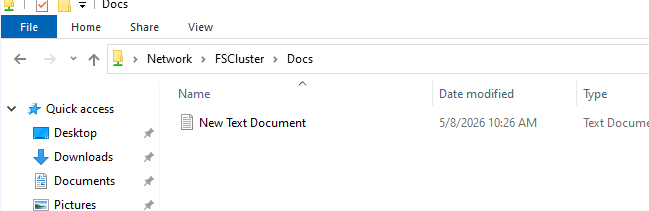 Docs
File Home Share View
Network FSCluster Docs
Name Date modified Type
Quick access
New Text Document 5/8/2026 10:26 AM Text Docume
Desktop
Downloads
Documents
Pictures